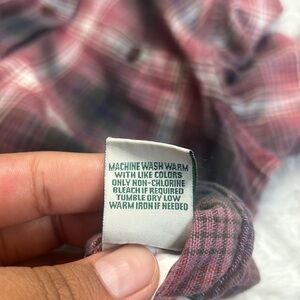 MACHINE WASH WARM
WITH LIKE COLORS
ONLY NON-CHLORINE
BLEACH IF REQUIRED
TUMBLE DRY LOW
WARM IRON IF NEEDED